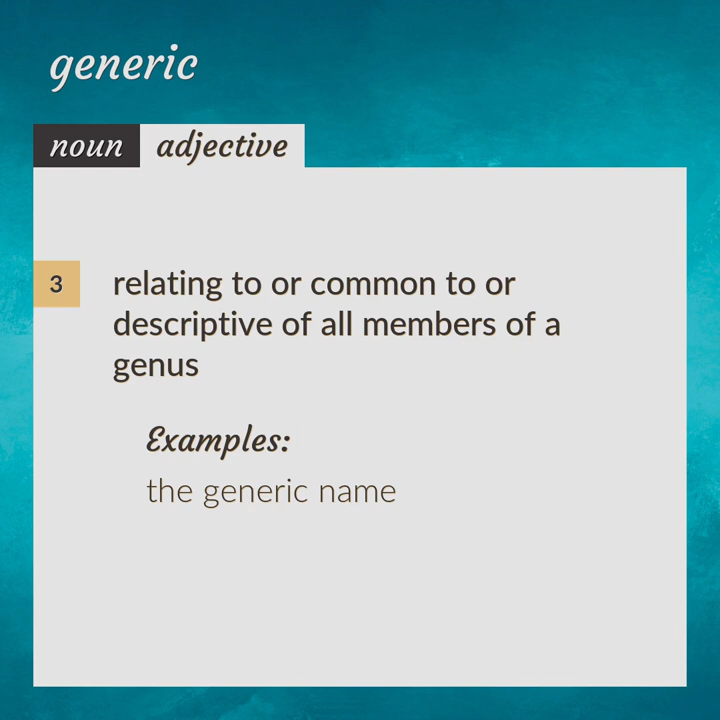 generic
noun adjective
3 relating to or common to or
descriptive of all members of a
genus
Examples:
the generic name